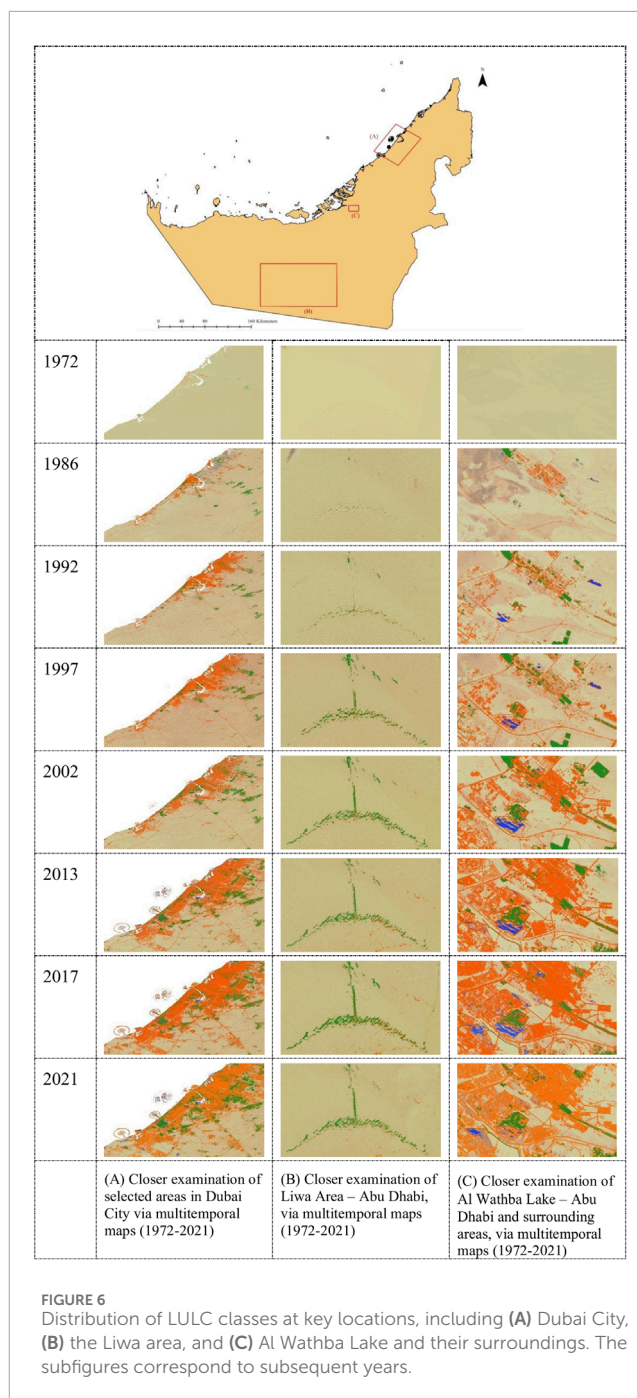 N
(A)
(C)
(B)
0 40 80 160 Kilometers
1972
1986
1992
1997
2002
2013
2017
2021
(A) Closer examination of
selected areas in Dubai
City via multitemporal
maps (1972-2021)
(B) Closer examination of
Liwa Area – Abu Dhabi,
via multitemporal maps
(1972-2021)
(C) Closer examination of
Al Wathba Lake – Abu
Dhabi and surrounding
areas, via multitemporal
maps (1972-2021)
FIGURE 6
Distribution of LULC classes at key locations, including (A) Dubai City,
(B) the Liwa area, and (C) Al Wathba Lake and their surroundings. The
subfigures correspond to subsequent years.